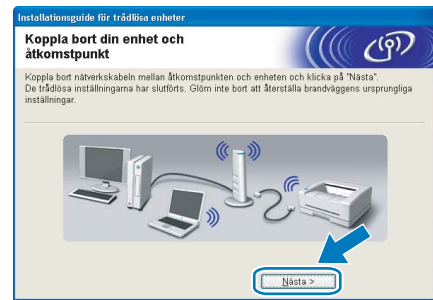 Installationsguide för trådlösa enheter
Koppla bort din enhet och
åtkomstpunkt
Koppla bort nätverkskabeln mellan åtkomstpunkten och enheten och klicka på "Nästa".
De trådlösa inställningarna har slutförts. Glöm inte bort att återställa brandväggens ursprungliga
inställningar.
Nästa >